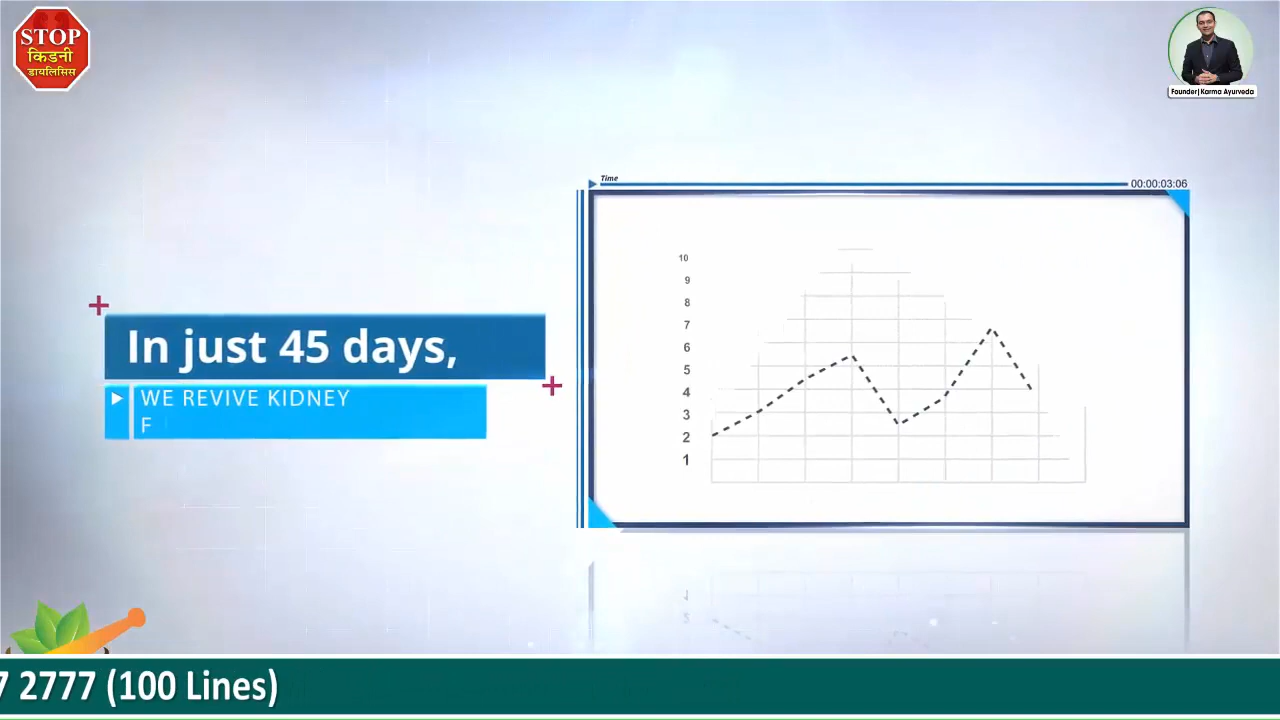 STOP
किडनी
डायलिसिस
Founder|Karma Ayurveda
Time
00:00:03:06
10
9
8
7
6
5
4
3
2
1
In just 45 days,
WE REVIVE KIDNEY
F
7 2777 (100 Lines)